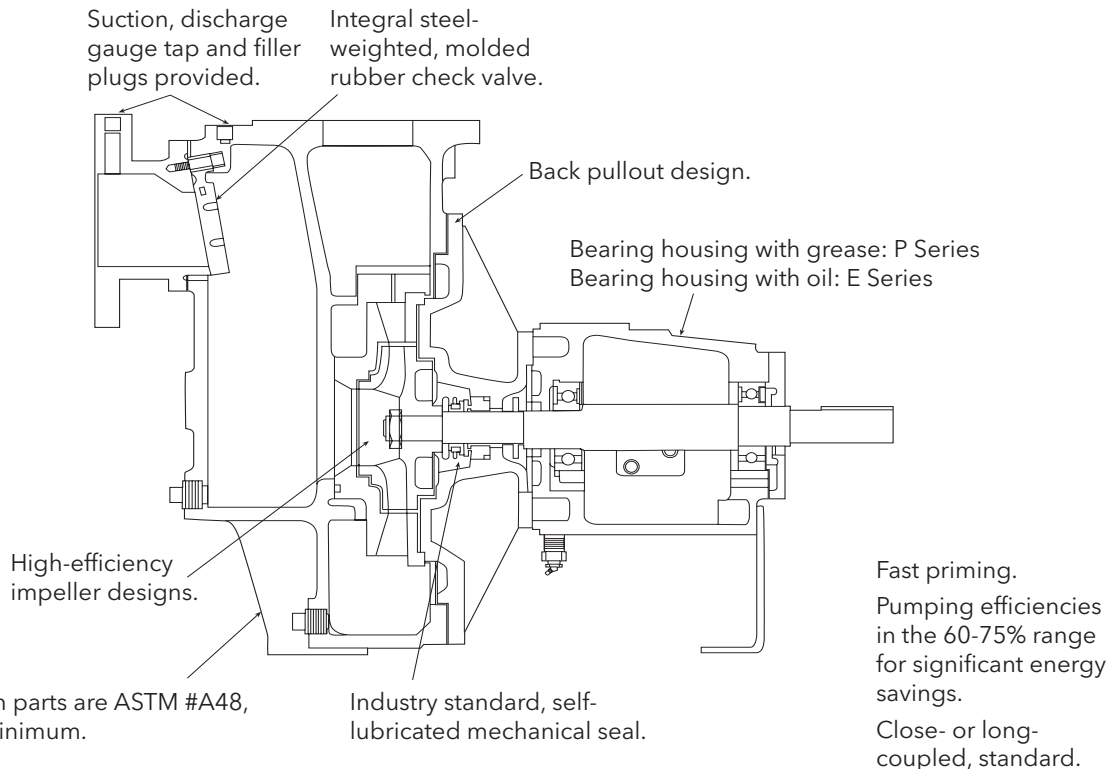 Suction, discharge
gauge tap and filler
plugs provided.
Integral steel-
weighted, molded
rubber check valve.
Back pullout design.
Bearing housing with grease: P Series
Bearing housing with oil: E Series
High-efficiency
impeller designs.
parts are ASTM #A48,
Industry standard, self-
lubricated mechanical seal.
Fast priming.
Pumping efficiencies
in the 60-75% range
for significant energy
savings.
Close- or long-
coupled, standard.